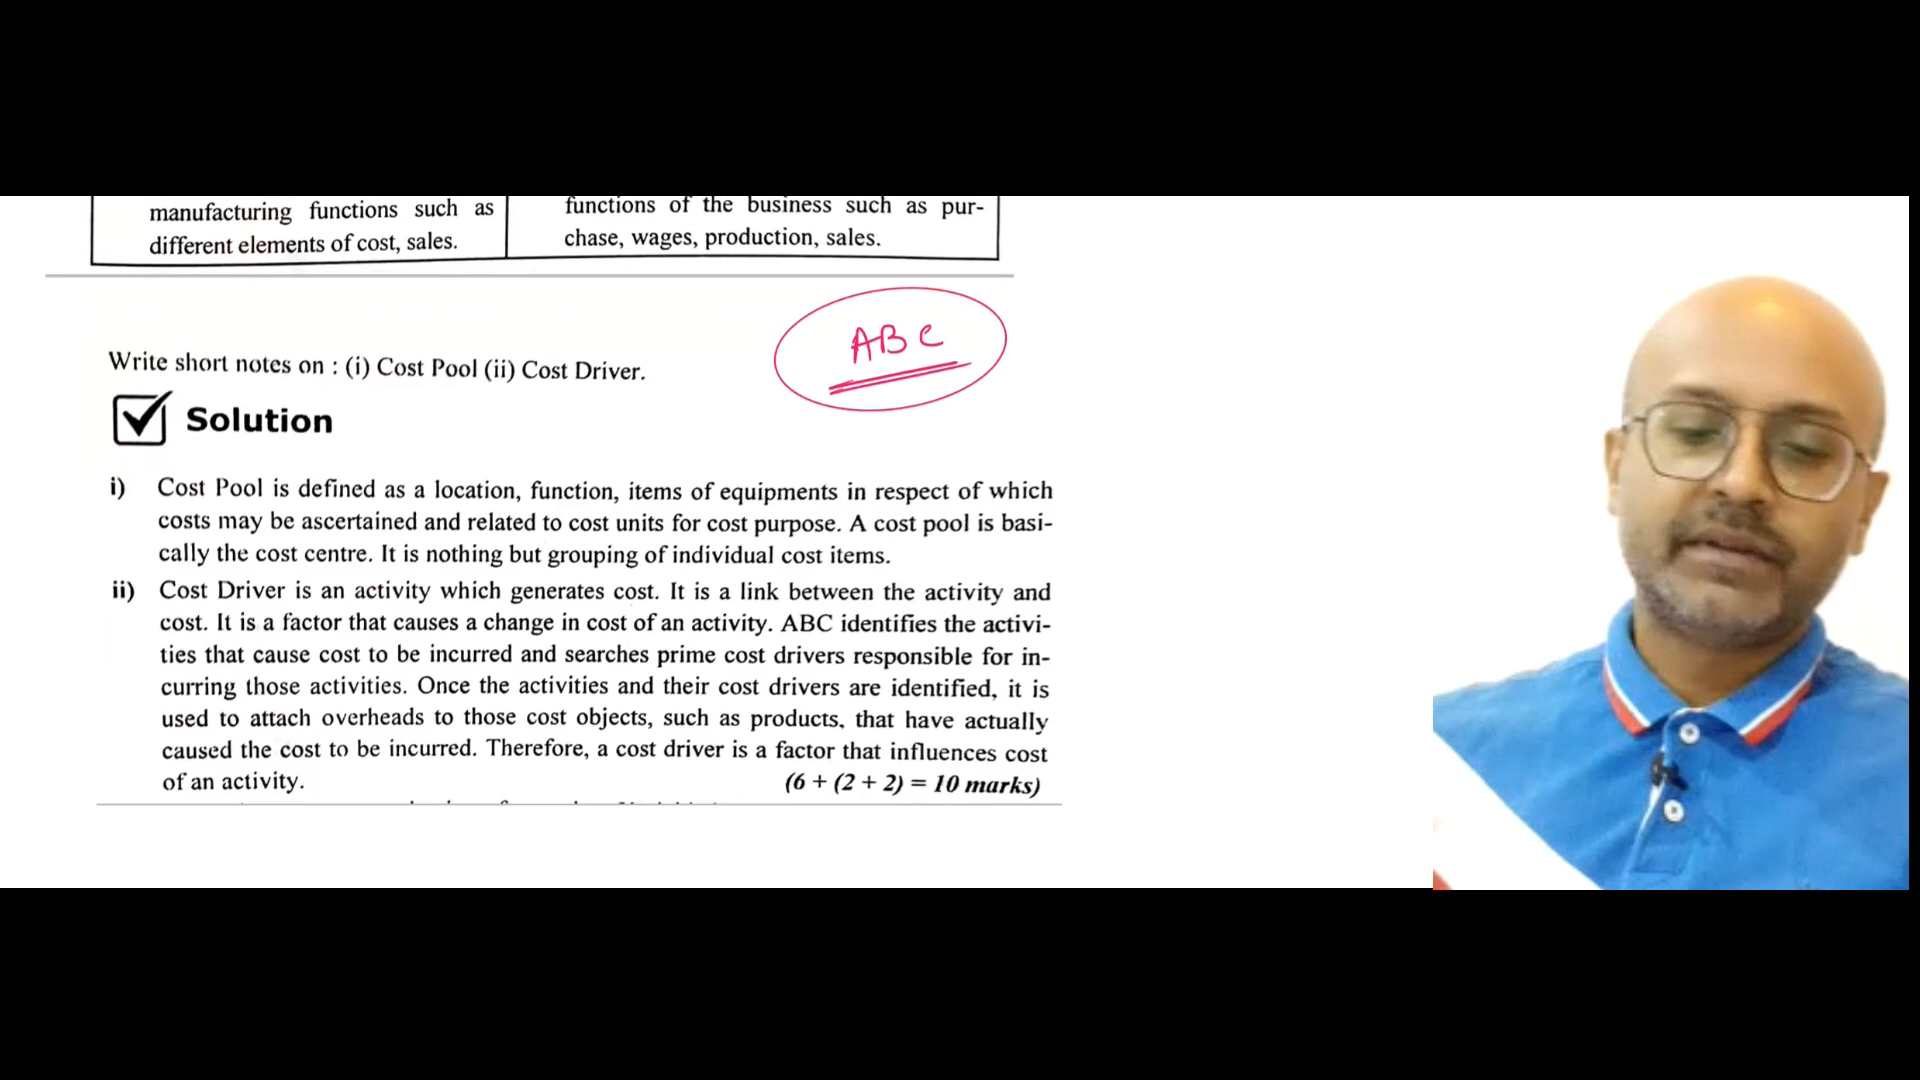 manufacturing functions such as
different elements of cost, sales.
functions of the business such as pur-
chase, wages, production, sales.
ABC
Write short notes on : (i) Cost Pool (ii) Cost Driver.
Solution
i) Cost Pool is defined as a location, function, items of equipments in respect of which
costs may be ascertained and related to cost units for cost purpose. A cost pool is basi-
cally the cost centre. It is nothing but grouping of individual cost items.
ii) Cost Driver is an activity which generates cost. It is a link between the activity and
cost. It is a factor that causes a change in cost of an activity. ABC identifies the activi-
ties that cause cost to be incurred and searches prime cost drivers responsible for in-
curring those activities. Once the activities and their cost drivers are identified, it is
used to attach overheads to those cost objects, such as products, that have actually
caused the cost to be incurred. Therefore, a cost driver is a factor that influences cost
of an activity. (6 + (2 + 2) = 10 marks)